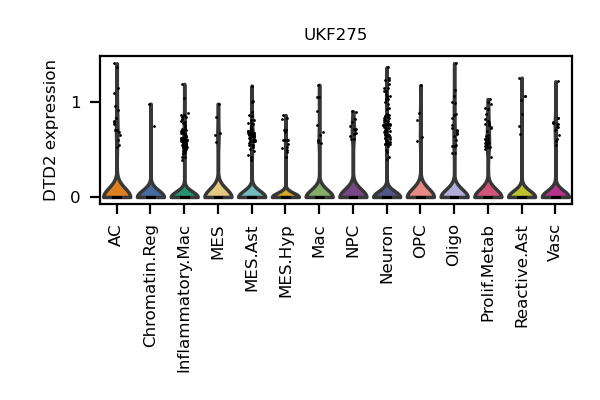 UKF275
DTD2 expression
1
0
AC
Chromatin.Reg
Inflammatory.Mac
MES
MES.Ast
MES.Hyp
Mac
NPC
Neuron
OPC
Oligo
Prolif.Metab
Reactive.Ast
Vasc